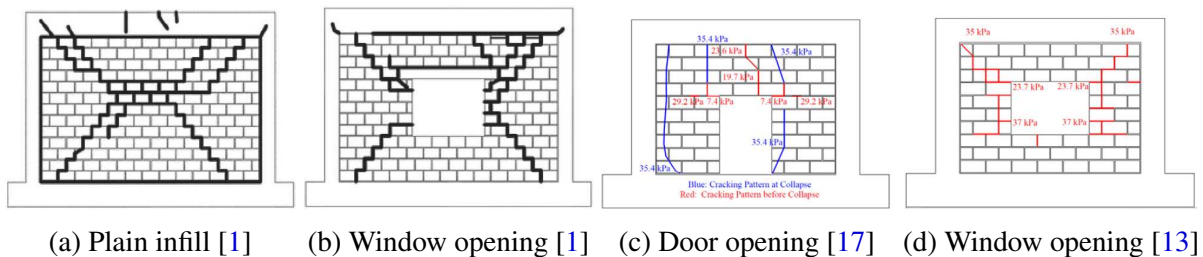 35.4 kPa
23.6 kPa
35.4 kPa
19.7 kPa
29.2 kPa
7.4 kPa
7.4 kPa
29.2 kPa
35.4 kPa
35.4 kPa
Blue: Cracking Pattern at Collapse
Red: Cracking Pattern before Collapse
35 kPa
35 kPa
23.7 kPa
23.7 kPa
37 kPa
37 kPa
(a) Plain infill [1]
(b) Window opening [1]
(c) Door opening [17]
(d) Window opening [13]